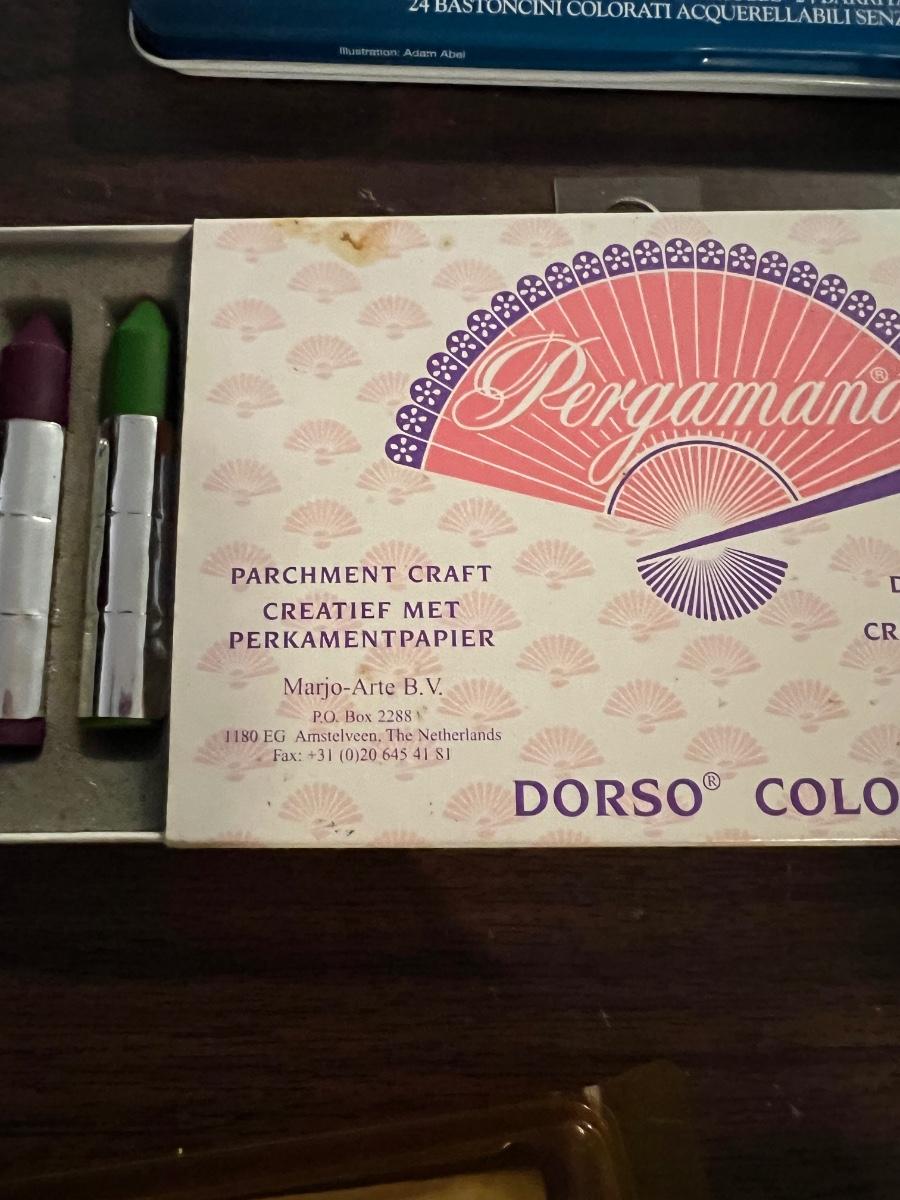 24 BASTONCINI COLORATI ACQUERELLABILI
Illustration: Adam Abel
Pergamano®
PARCHMENT CRAFT
CREATIEF MET
PERKAMENTPAPIER
Marjo-Arte B.V.
P.O. Box 2288
1180 EG Amstelveen, The Netherlands
Fax: +31 (0)20 645 41 81
CR
DORSO® COLO